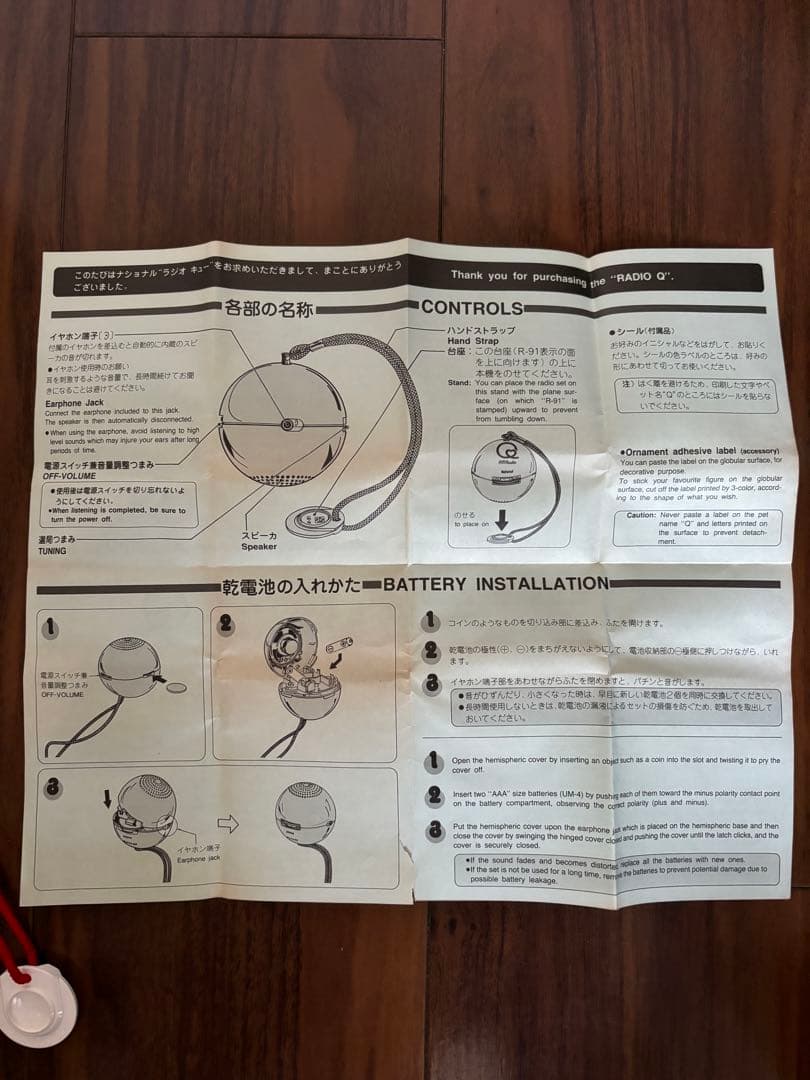 このたびはナショナル"ラジオ キュー"をお求めいただきまして、まことにありがとう
ございました。
Thank you for purchasing the "RADIO Q".
各部の名称
CONTROLS
イヤホン端子〔〕
付属のイヤホンを差込むと自動的に内蔵のスピ
ーカの音が切れます。
●イヤホン使用時のお願い
耳を刺激するような音量で、長時間続けてお聞
きになることは避けてください。
Earphone Jack
Connect the earphone included to this jack.
The speaker is then automatically disconnected.
●When using the earphone, avoid listening to high
level sounds which may injure your ears after long
periods of time.
電源スイッチ兼音量調整つまみ
OFF-VOLUME
●使用後は電源スイッチを切り忘れないよ
うにしてください。
●When listening is completed, be sure to
turn the power off.
選局つまみ
TUNING
スピーカ
Speaker
ハンドストラップ
Hand Strap
台座：この台座(R-91表示の面
を上に向けます)の上に
本機をのせてください。
Stand: You can place the radio set on
this stand with the plane sur-
face (on which "R-91" is
stamped) upward to prevent
from tumbling down.
のせる
to place on
●シール(付属品)
お好みのイニシャルなどをはがして、お貼りく
ださい。シールの色ラベルのところは、好みの
形にあわせて切ってお使いください。
注）はく離を避けるため、印刷した文字やペ
ット名"Q"のところにはシールを貼らな
いでください。
●Ornament adhesive label (accessory)
You can paste the label on the globular surface, for
decorative purpose.
To stick your favourite figure on the globular
surface, cut off the label printed by 3-color, accord-
ing to the shape of what you wish.
Caution: Never paste a label on the pet
name "Q" and letters printed on
the surface to prevent detach-
ment.
乾電池の入れかた
BATTERY INSTALLATION
1
電源スイッチ兼
音量調整つまみ
OFF-VOLUME
2
3
イヤホン端子
Earphone jack
1 コインのようなものを切り込み部に差込み、ふたを開けます。
2 乾電池の極性(⊕、⊖)をまちがえないようにして、電池収納部の⊖極側に押しつけながら、いれ
ます。
3 イヤホン端子部をあわせながらふたを閉めますと、パチンと音がします。
●音がひずんだり、小さくなった時は、早目に新しい乾電池2個を同時に交換してください。
●長時間使用しないときは、乾電池の漏液によるセットの損傷を防ぐため、乾電池を取出して
おいてください。
1 Open the hemispheric cover by inserting an object such as a coin into the slot and twisting it to pry the
cover off.
2 Insert two "AAA" size batteries (UM-4) by pushing each of them toward the minus polarity contact point
on the battery compartment, observing the correct polarity (plus and minus).
3 Put the hemispheric cover upon the earphone jack which is placed on the hemispheric base and then
close the cover by swinging the hinged cover closed and pushing the cover until the latch clicks, and the
cover is securely closed.
●If the sound fades and becomes distorted, replace all the batteries with new ones.
●If the set is not be used for a long time, remove the batteries to prevent potential damage due to
possible battery leakage.